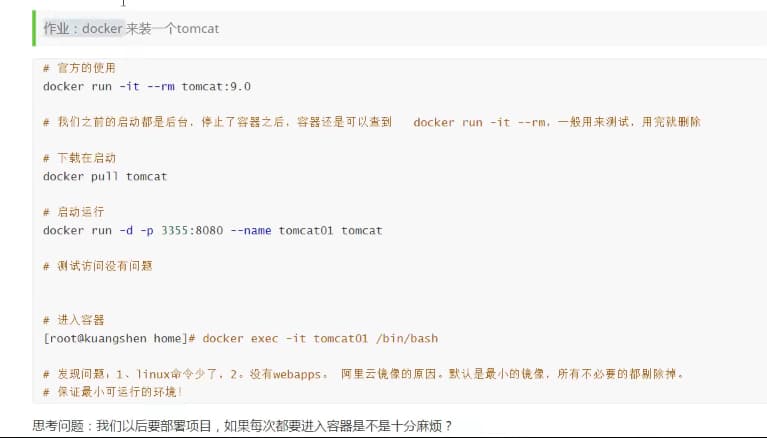 作业：docker 来装一个tomcat
# 官方的使用
docker run -it --rm tomcat:9.0
# 我们之前的启动都是后台，停止了容器之后，容器还是可以查到 docker run -it --rm，一般用来测试，用完就删除
# 下载在启动
docker pull tomcat
# 启动运行
docker run -d -p 3355:8080 --name tomcat01 tomcat
# 测试访问没有问题
# 进入容器
[root@kuangshen home]# docker exec -it tomcat01 /bin/bash
# 发现问题：1、linux命令少了，2。没有webapps。 阿里云镜像的原因。默认是最小的镜像，所有不必要的都剔除掉。
# 保证最小可运行的环境！
思考问题：我们以后要部署项目，如果每次都要进入容器是不是十分麻烦？